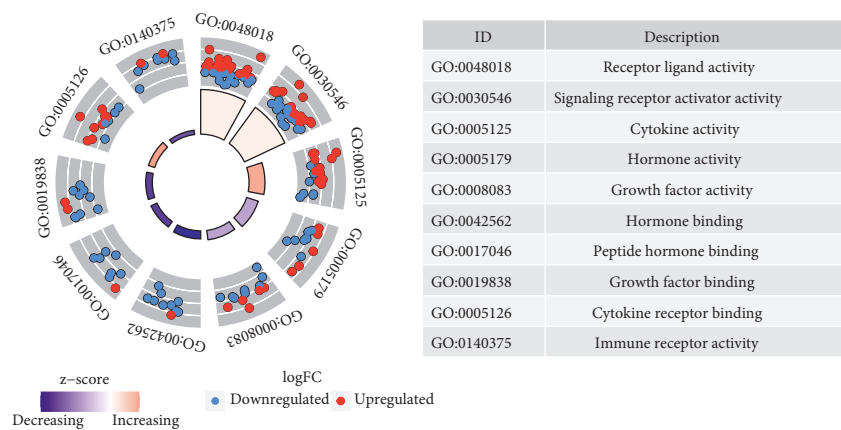 GO:0048018
GO:0030546
GO:0005125
GO:0005179
GO:0008083
GO:0042562
GO:0017046
GO:0019838
GO:0005126
GO:0140375
z–score
Decreasing Increasing
logFC
Downregulated Upregulated
ID Description
GO:0048018 Receptor ligand activity
GO:0030546 Signaling receptor activator activity
GO:0005125 Cytokine activity
GO:0005179 Hormone activity
GO:0008083 Growth factor activity
GO:0042562 Hormone binding
GO:0017046 Peptide hormone binding
GO:0019838 Growth factor binding
GO:0005126 Cytokine receptor binding
GO:0140375 Immune receptor activity